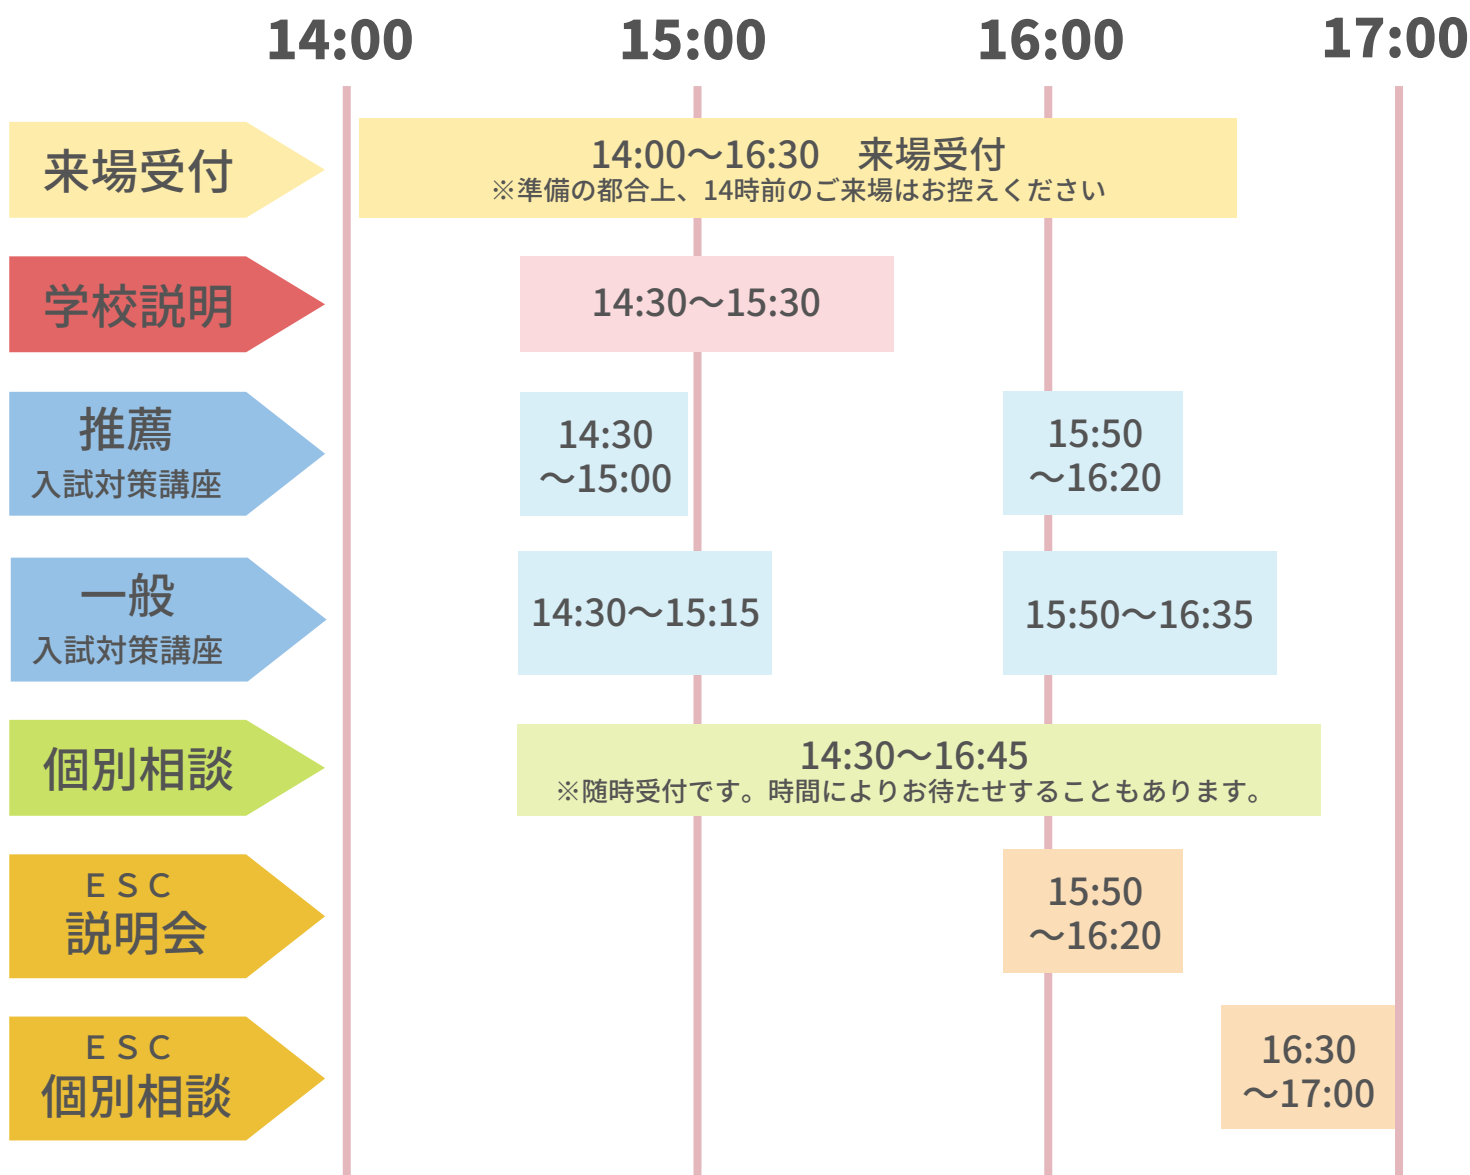 14:00
15:00
16:00
17:00
来場受付
14:00～16:30　来場受付
※準備の都合上、14時前のご来場はお控えください
学校説明
14:30～15:30
推薦
入試対策講座
14:30
～15:00
15:50
～16:20
一般
入試対策講座
14:30～15:15
15:50～16:35
個別相談
14:30～16:45
※随時受付です。時間によりお待たせすることもあります。
ＥＳＣ
説明会
15:50
～16:20
ＥＳＣ
個別相談
16:30
～17:00